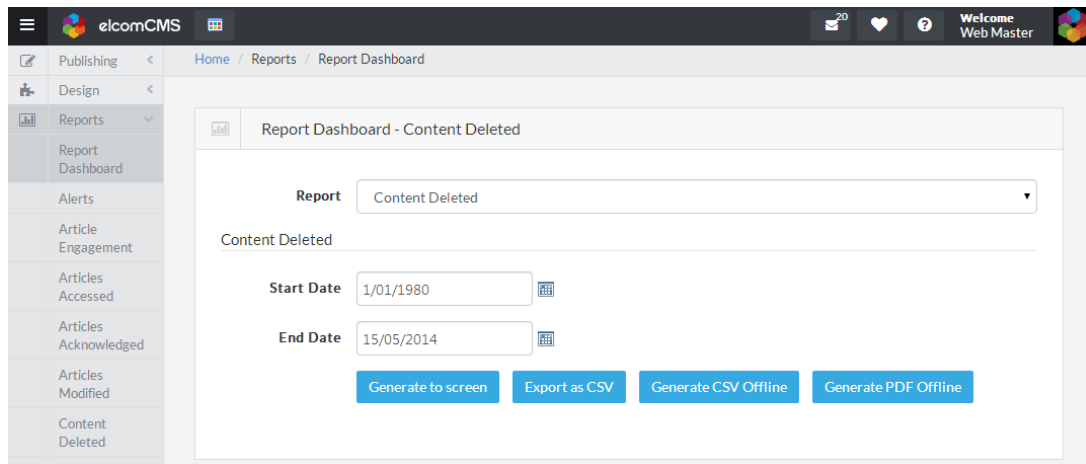 elcomCMS
20
Welcome
Web Master
Publishing
Home / Reports / Report Dashboard
Design
Reports
Report Dashboard - Content Deleted
Report
Dashboard
Alerts
Article
Engagement
Articles
Accessed
Articles
Acknowledged
Articles
Modified
Content
Deleted
Report Content Deleted
Content Deleted
Start Date 1/01/1980
End Date 15/05/2014
Generate to screen Export as CSV Generate CSV Offline Generate PDF Offline